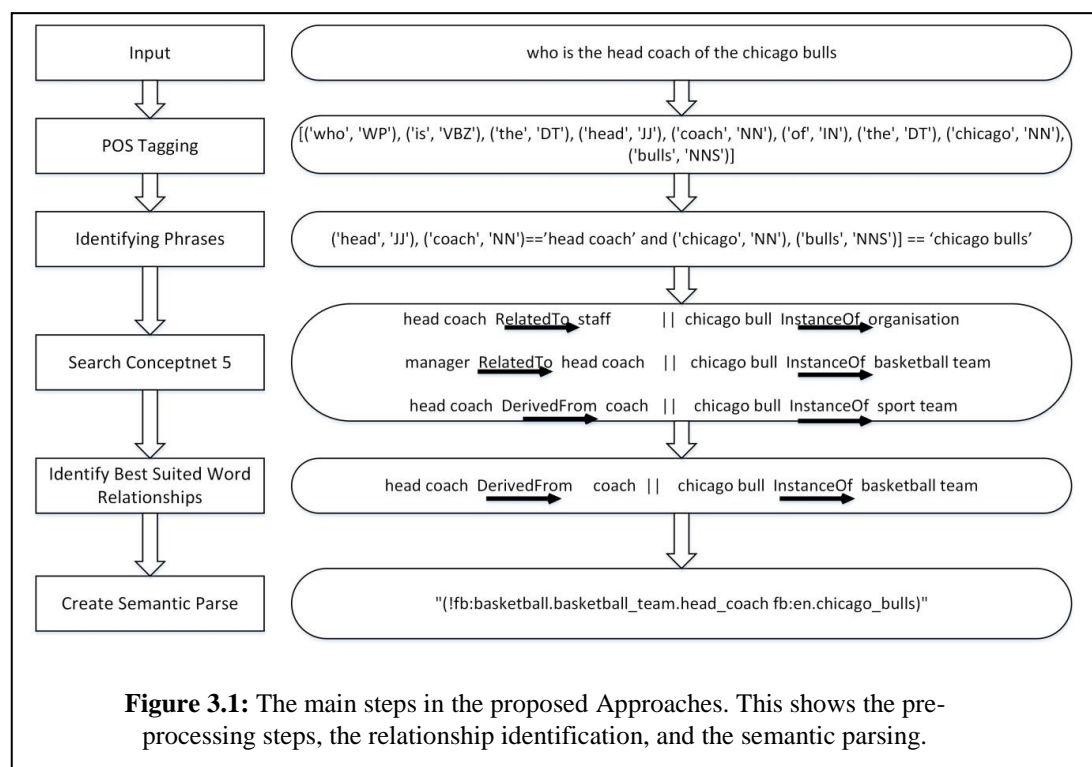 Input
who is the head coach of the chicago bulls
POS Tagging
[('who', 'WP'), ('is', 'VBZ'), ('the', 'DT'), ('head', 'JJ'), ('coach', 'NN'), ('of', 'IN'), ('the', 'DT'), ('chicago', 'NN'),
('bulls', 'NNS')]
Identifying Phrases
('head', 'JJ'), ('coach', 'NN')=='head coach’ and ('chicago', 'NN'), ('bulls', 'NNS')] == ‘chicago bulls’
Search Conceptnet 5
head coach RelatedTo staff || chicago bull InstanceOf organisation
manager RelatedTo head coach || chicago bull InstanceOf basketball team
head coach DerivedFrom coach || chicago bull InstanceOf sport team
Identify Best Suited Word
Relationships
head coach DerivedFrom coach || chicago bull InstanceOf basketball team
Create Semantic Parse
"(!fb:basketball.basketball_team.head_coach fb:en.chicago_bulls)"
Figure 3.1: The main steps in the proposed Approaches. This shows the pre-
processing steps, the relationship identification, and the semantic parsing.